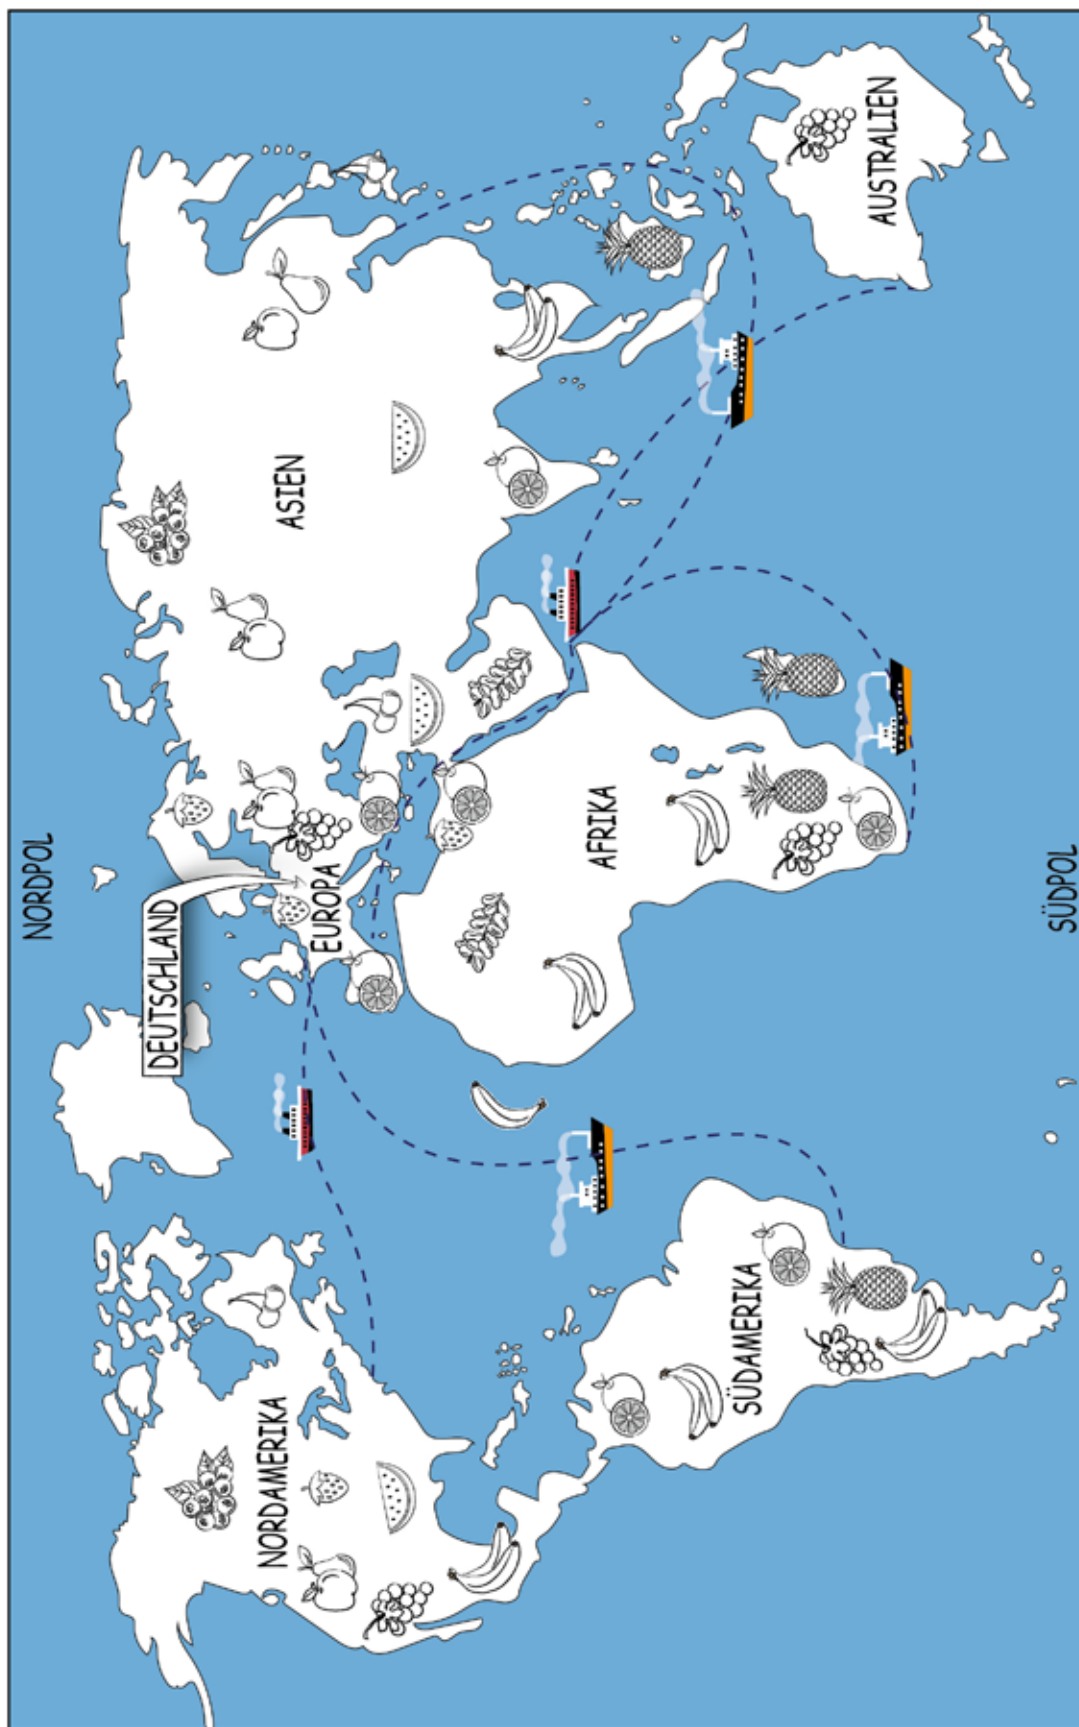 NORDPOL
DEUTSCHLAND
NORDAMERIKA
EUROPA
ASIEN
AFRIKA
SÜDAMERIKA
AUSTRALIEN
SÜDPOL